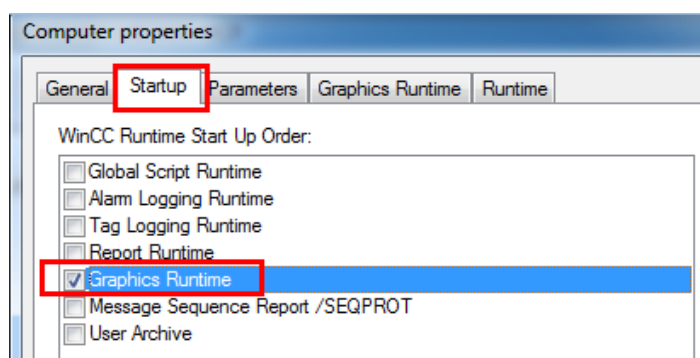 Computer properties
General Startup Parameters Graphics Runtime Runtime
WinCC Runtime Start Up Order:
Global Script Runtime
Alarm Logging Runtime
Tag Logging Runtime
Report Runtime
Graphics Runtime
Message Sequence Report /SEQPROT
User Archive